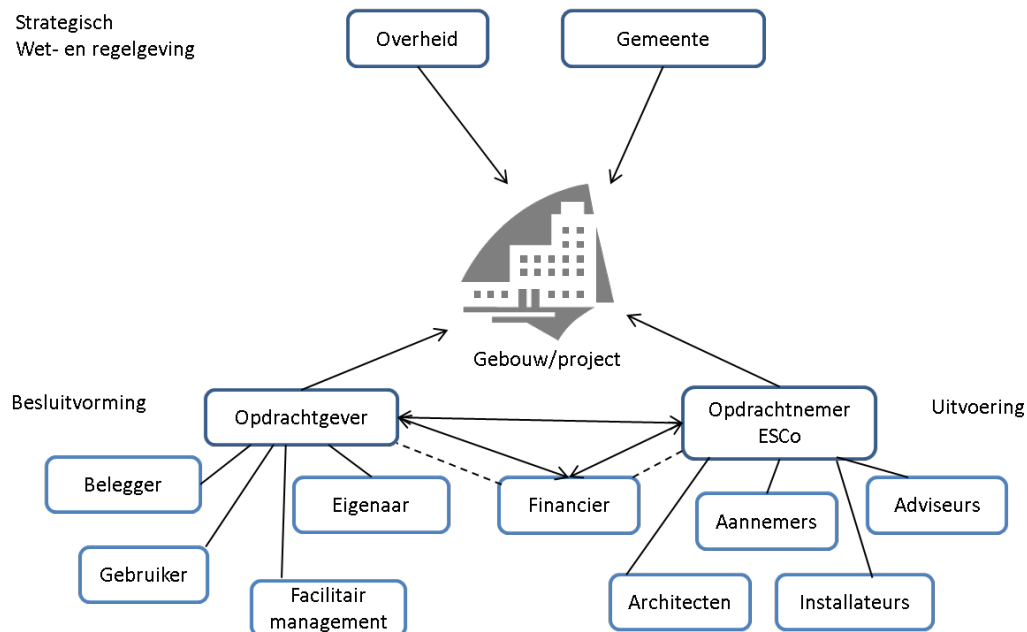 Strategisch
Wet- en regelgeving
Overheid
Gemeente
Gebouw/project
Besluitvorming
Opdrachtgever
Opdrachtnemer
ESCo
Uitvoering
Belegger
Eigenaar
Financier
Aannemers
Adviseurs
Gebruiker
Facilitair
management
Architecten
Installateurs